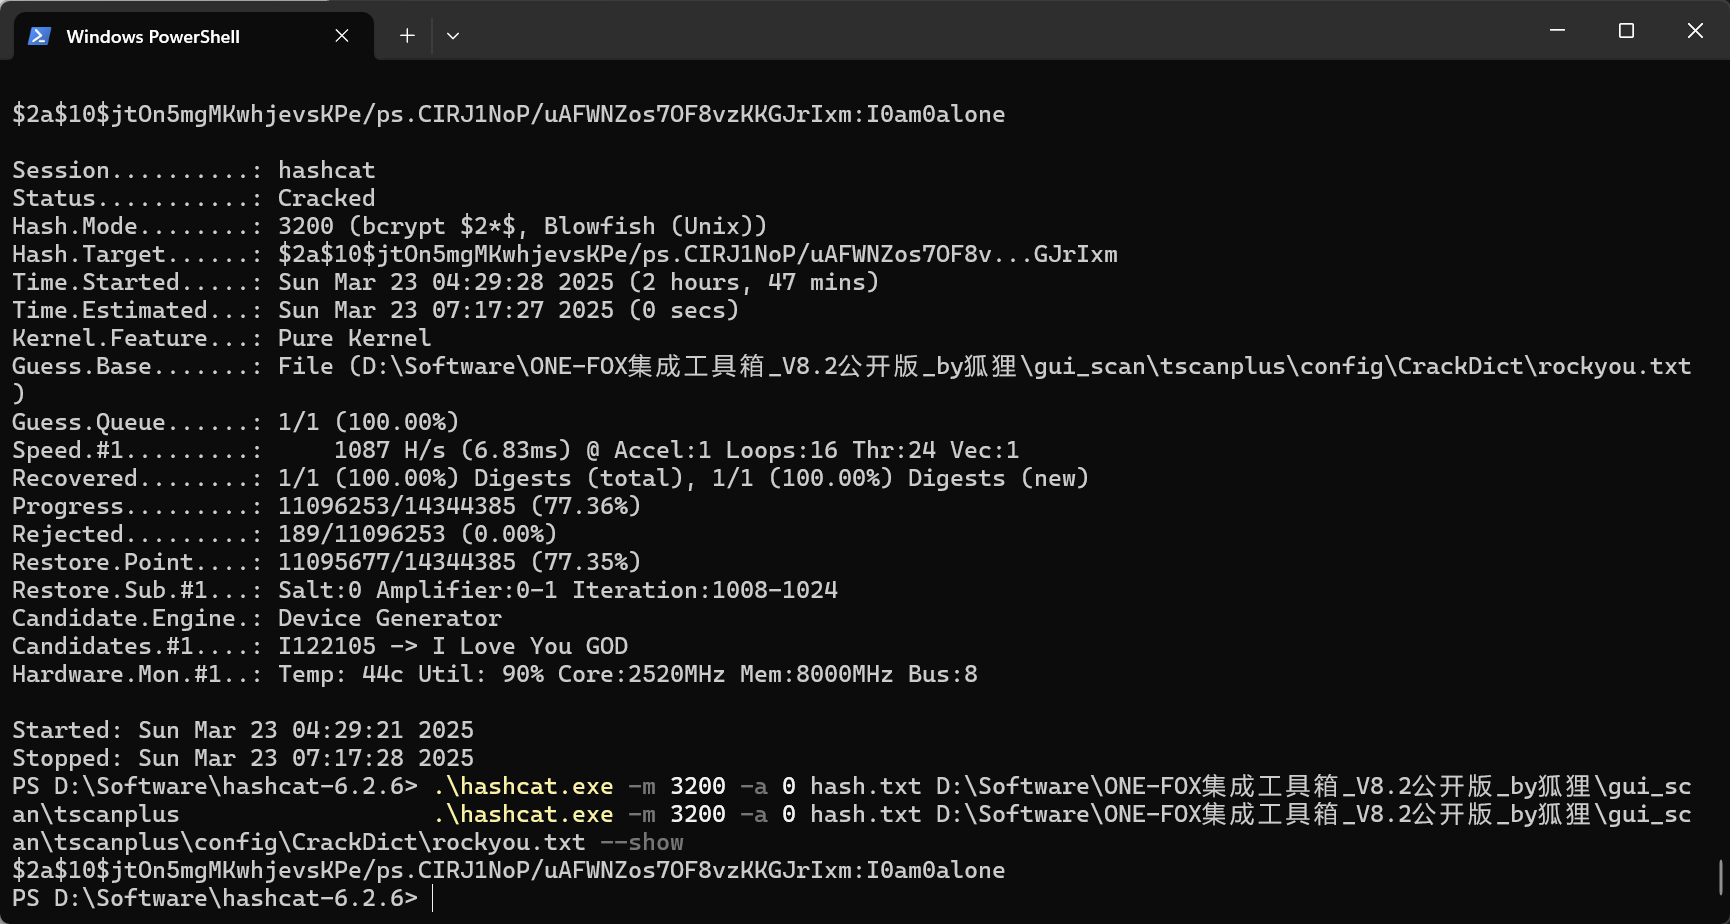 Windows PowerShell
$2a$10$jtOn5mgMKwhjevsKPe/ps.CIRJ1NoP/uAFWNZos7OF8vzKKGJrIxm:I0am0alone
Session..........: hashcat
Status...........: Cracked
Hash.Mode........: 3200 (bcrypt $2*$, Blowfish (Unix))
Hash.Target......: $2a$10$jtOn5mgMKwhjevsKPe/ps.CIRJ1NoP/uAFWNZos7OF8v...GJrIxm
Time.Started.....: Sun Mar 23 04:29:28 2025 (2 hours, 47 mins)
Time.Estimated...: Sun Mar 23 07:17:27 2025 (0 secs)
Kernel.Feature...: Pure Kernel
Guess.Base.......: File (D:\Software\ONE-FOX集成工具箱_V8.2公开版_by狐狸\gui_scan\tscanplus\config\CrackDict\rockyou.txt
)
Guess.Queue......: 1/1 (100.00%)
Speed.#1.........:     1087 H/s (6.83ms) @ Accel:1 Loops:16 Thr:24 Vec:1
Recovered........: 1/1 (100.00%) Digests (total), 1/1 (100.00%) Digests (new)
Progress.........: 11096253/14344385 (77.36%)
Rejected.........: 189/11096253 (0.00%)
Restore.Point....: 11095677/14344385 (77.35%)
Restore.Sub.#1...: Salt:0 Amplifier:0-1 Iteration:1008-1024
Candidate.Engine.: Device Generator
Candidates.#1....: I122105 -> I Love You GOD
Hardware.Mon.#1..: Temp: 44c Util: 90% Core:2520MHz Mem:8000MHz Bus:8
Started: Sun Mar 23 04:29:21 2025
Stopped: Sun Mar 23 07:17:28 2025
PS D:\Software\hashcat-6.2.6> .\hashcat.exe -m 3200 -a 0 hash.txt D:\Software\ONE-FOX集成工具箱_V8.2公开版_by狐狸\gui_sc
an\tscanplus                  .\hashcat.exe -m 3200 -a 0 hash.txt D:\Software\ONE-FOX集成工具箱_V8.2公开版_by狐狸\gui_sc
an\tscanplus\config\CrackDict\rockyou.txt --show
$2a$10$jtOn5mgMKwhjevsKPe/ps.CIRJ1NoP/uAFWNZos7OF8vzKKGJrIxm:I0am0alone
PS D:\Software\hashcat-6.2.6>